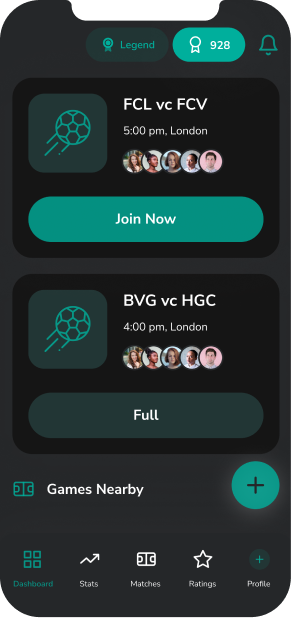 Legend
928
FCL vc FCV
5:00 pm, London
Join Now
BVG vc HGC
4:00 pm, London
Full
Games Nearby
Dashboard
Stats
Matches
Ratings
Profile